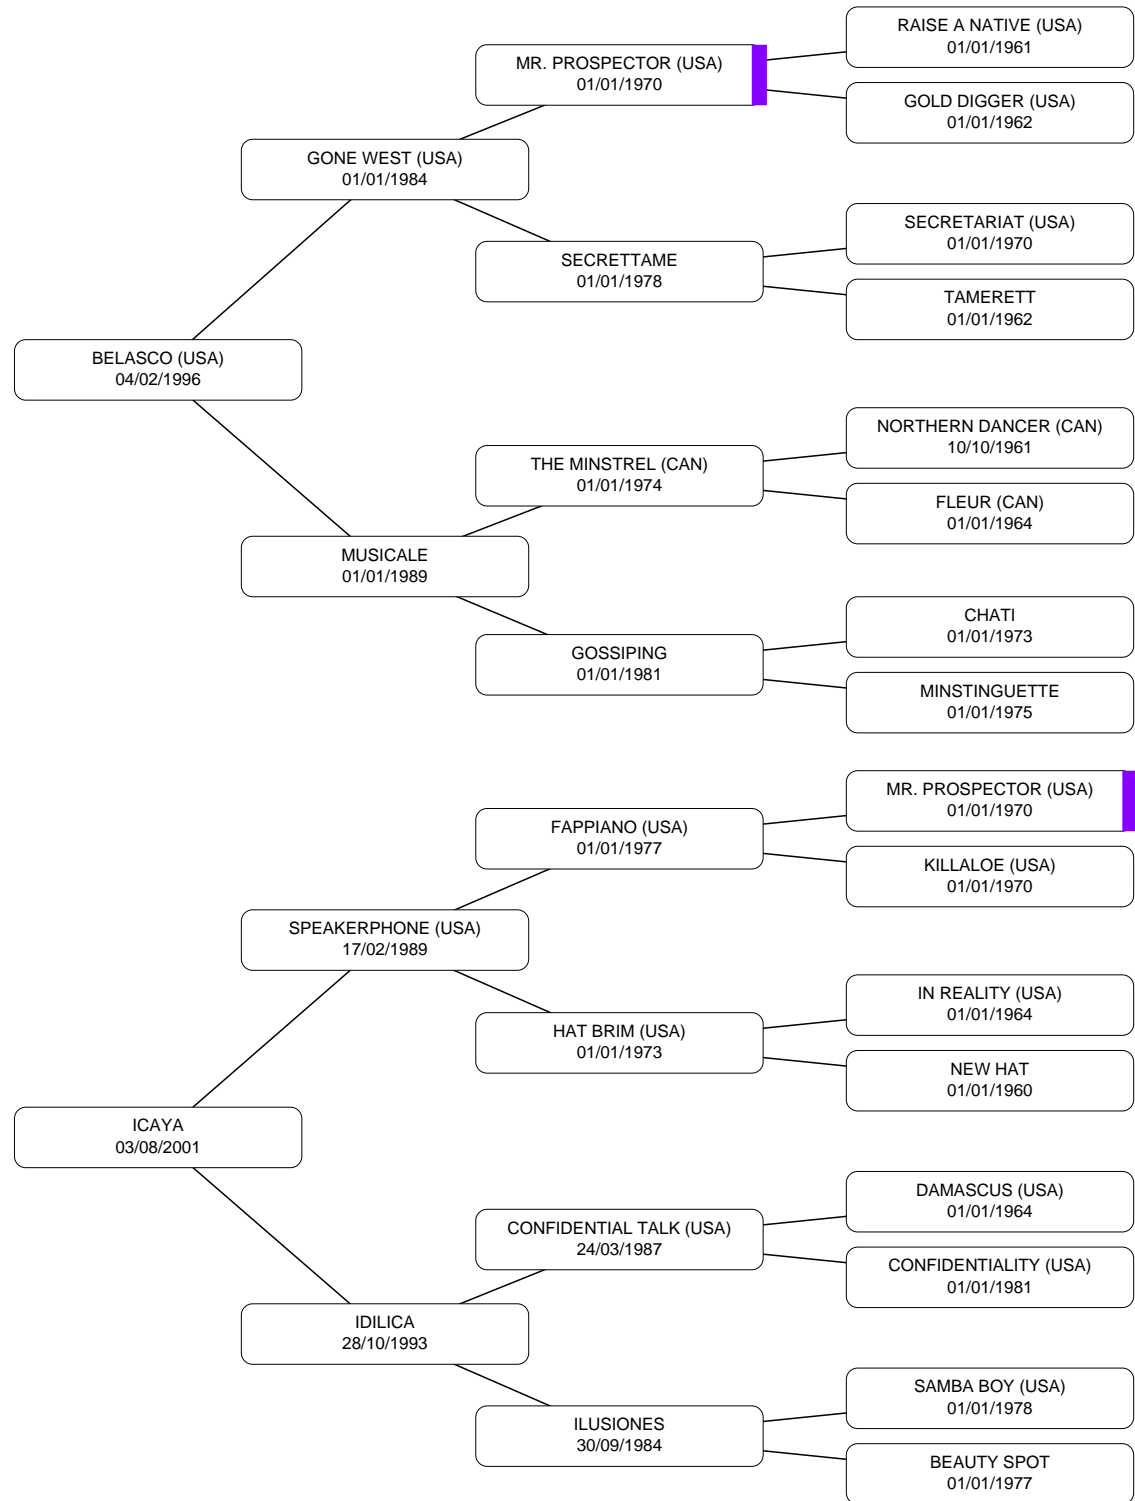 RAISE A NATIVE (USA)
01/01/1961
MR. PROSPECTOR (USA)
01/01/1970
GOLD DIGGER (USA)
01/01/1962
GONE WEST (USA)
01/01/1984
SECRETARIAT (USA)
01/01/1970
SECRETTAME
01/01/1978
TAMERETT
01/01/1962
BELASCO (USA)
04/02/1996
NORTHERN DANCER (CAN)
10/10/1961
THE MINSTREL (CAN)
01/01/1974
FLEUR (CAN)
01/01/1964
MUSICALE
01/01/1989
CHATI
01/01/1973
GOSSIPING
01/01/1981
MINSTINGUETTE
01/01/1975
MR. PROSPECTOR (USA)
01/01/1970
FAPPIANO (USA)
01/01/1977
KILLALOE (USA)
01/01/1970
SPEAKERPHONE (USA)
17/02/1989
IN REALITY (USA)
01/01/1964
HAT BRIM (USA)
01/01/1973
NEW HAT
01/01/1960
ICAYA
03/08/2001
DAMASCUS (USA)
01/01/1964
CONFIDENTIAL TALK (USA)
24/03/1987
CONFIDENTIALITY (USA)
01/01/1981
IDILICA
28/10/1993
SAMBA BOY (USA)
01/01/1978
ILUSIONES
30/09/1984
BEAUTY SPOT
01/01/1977